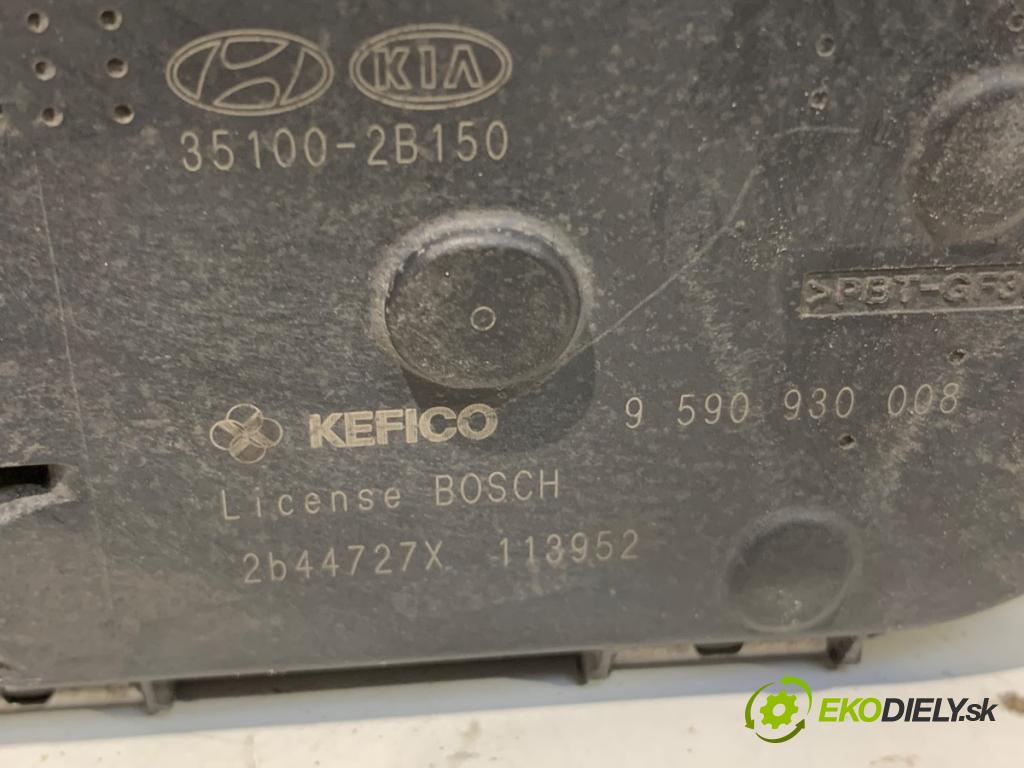 KIA
35100-2B150
>PBT-GF3
KEFICO
9 590 930 008
License BOSCH
2b44727X 113952
EKODIELY.sk